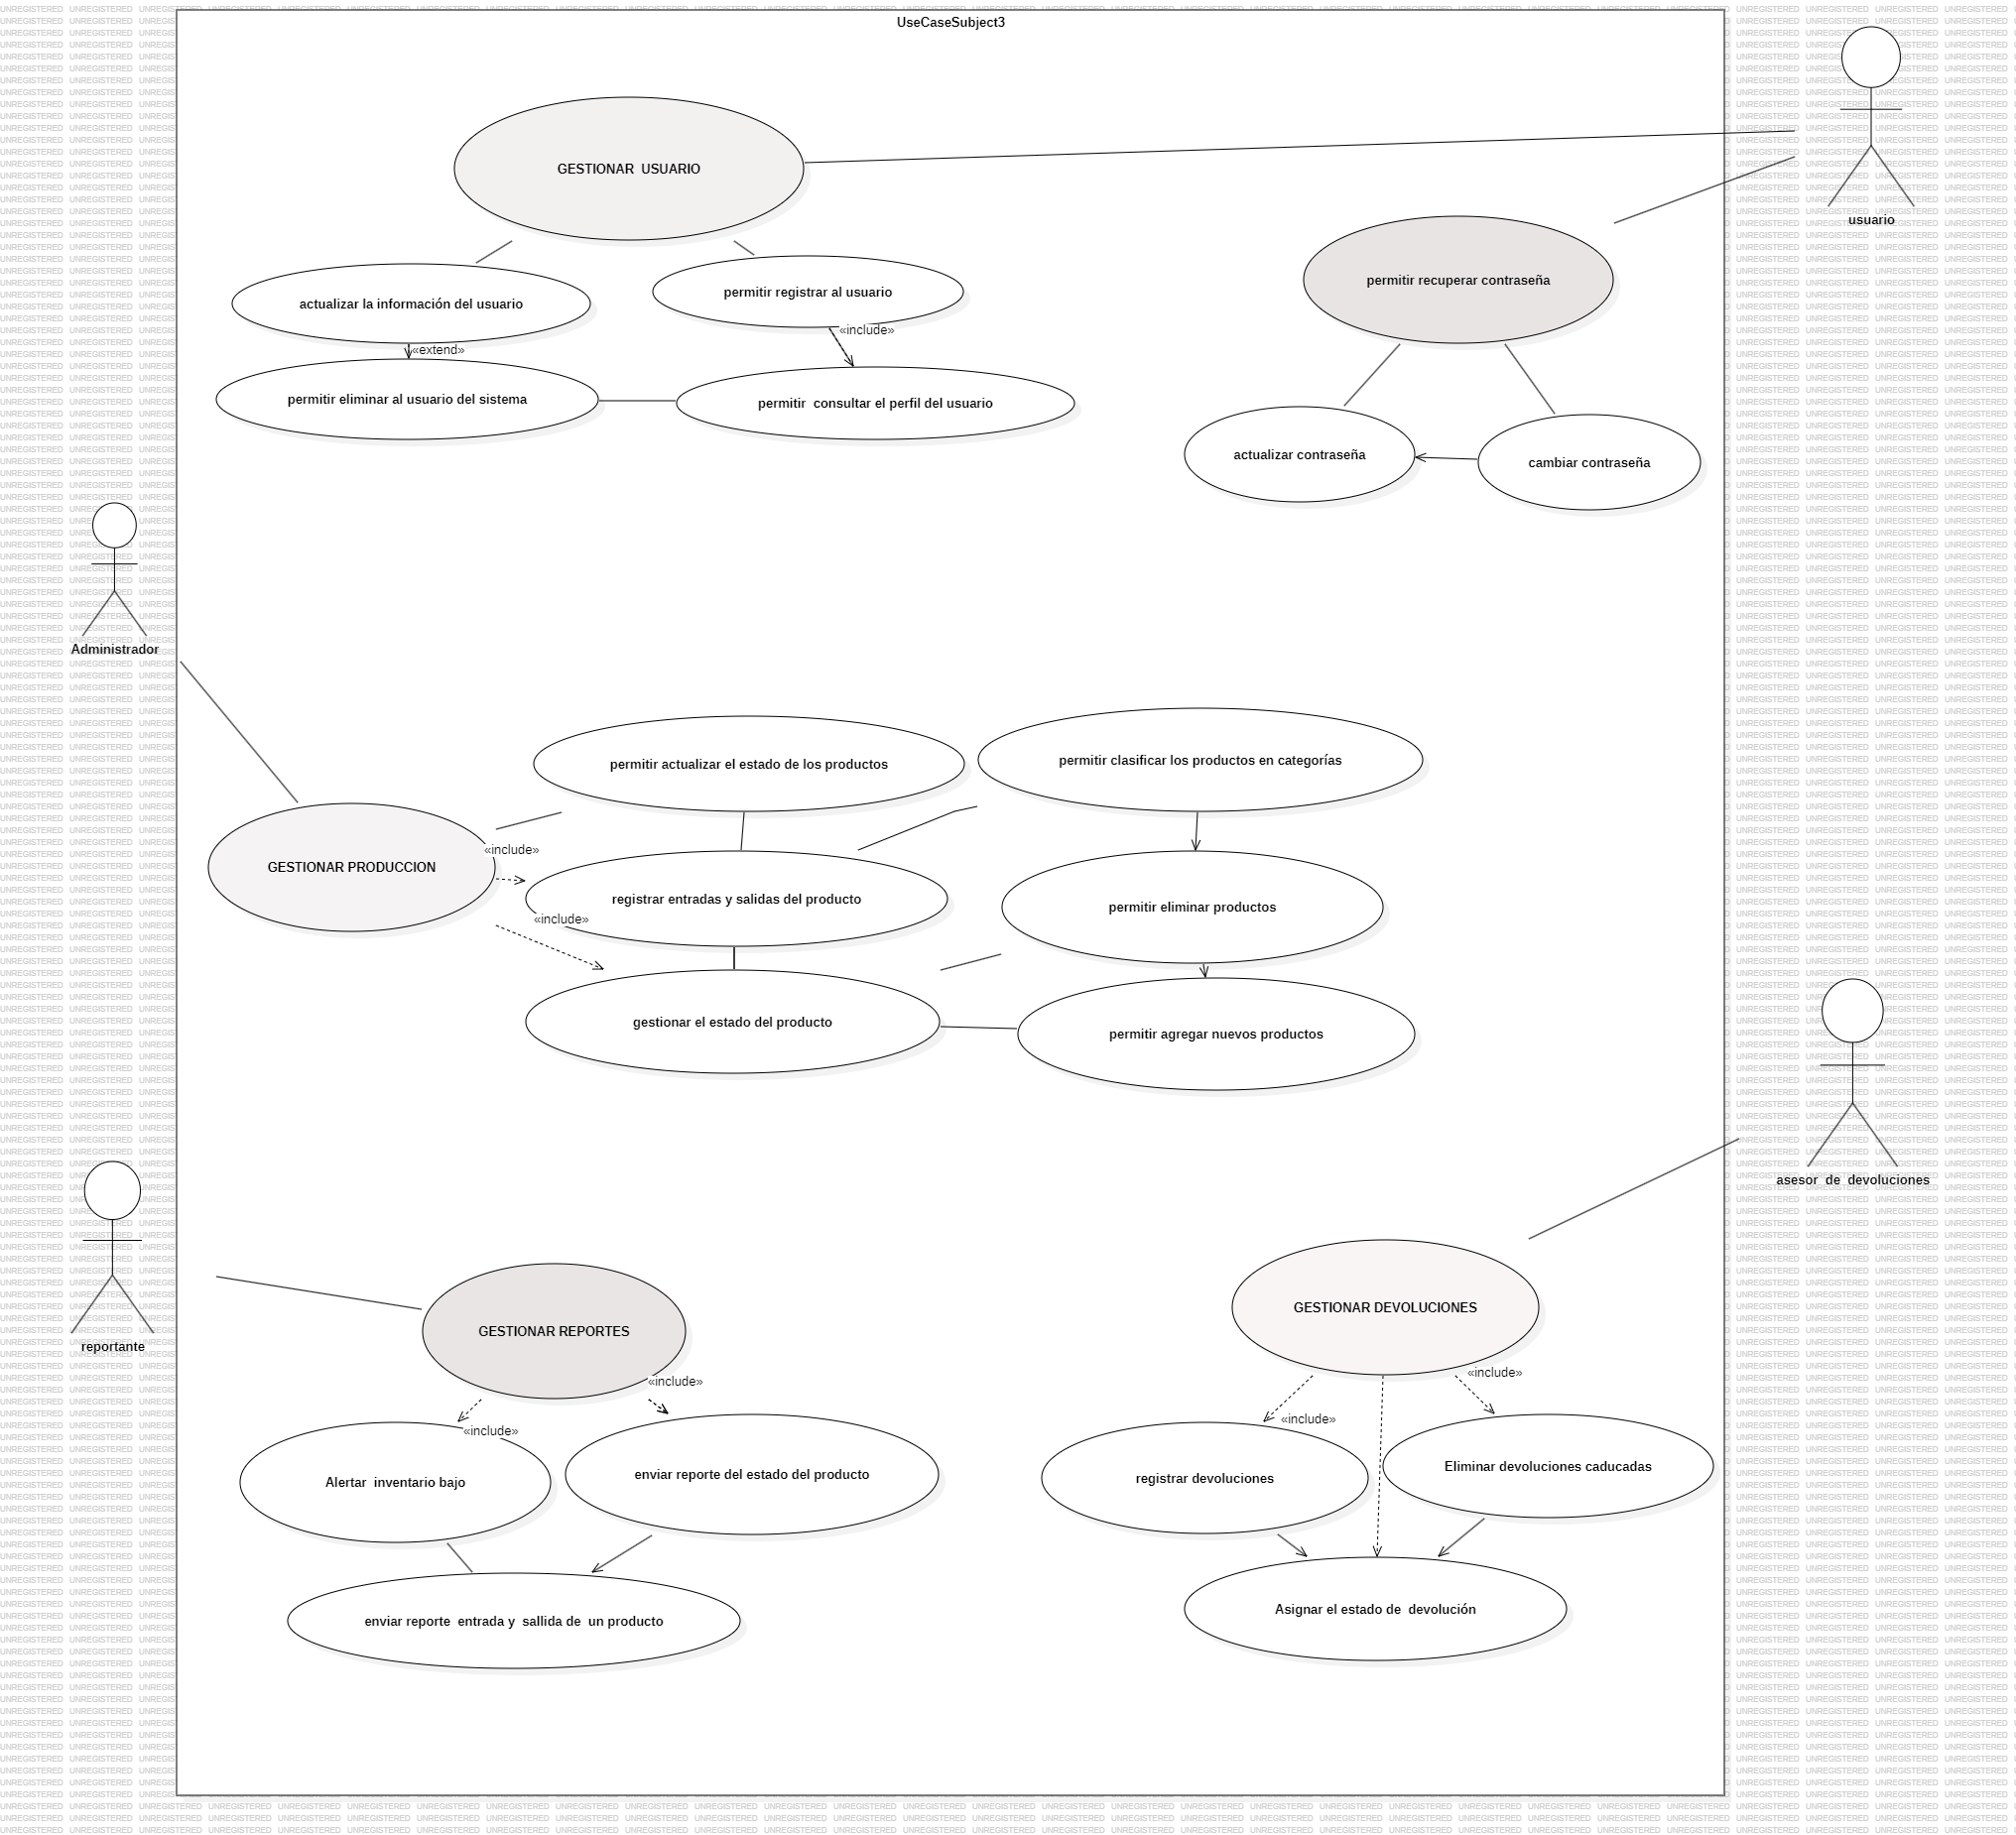 UseCaseSubject3
GESTIONAR  USUARIO
usuario
permitir recuperar contraseña
permitir registrar al usuario
actualizar la información del usuario
«include»
«extend»
permitir eliminar al usuario del sistema
permitir  consultar el perfil del usuario
actualizar contraseña
cambiar contraseña
Administrador
permitir actualizar el estado de los productos
permitir clasificar los productos en categorías
«include»
GESTIONAR PRODUCCION
registrar entradas y salidas del producto
permitir eliminar productos
«include»
gestionar el estado del producto
permitir agregar nuevos productos
asesor  de  devoluciones
GESTIONAR DEVOLUCIONES
GESTIONAR REPORTES
reportante
«include»
«include»
«include»
«include»
Alertar  inventario bajo
enviar reporte del estado del producto
registrar devoluciones
Eliminar devoluciones caducadas
enviar reporte  entrada y  sallida de  un producto
Asignar el estado de  devolución
UNREGISTERED